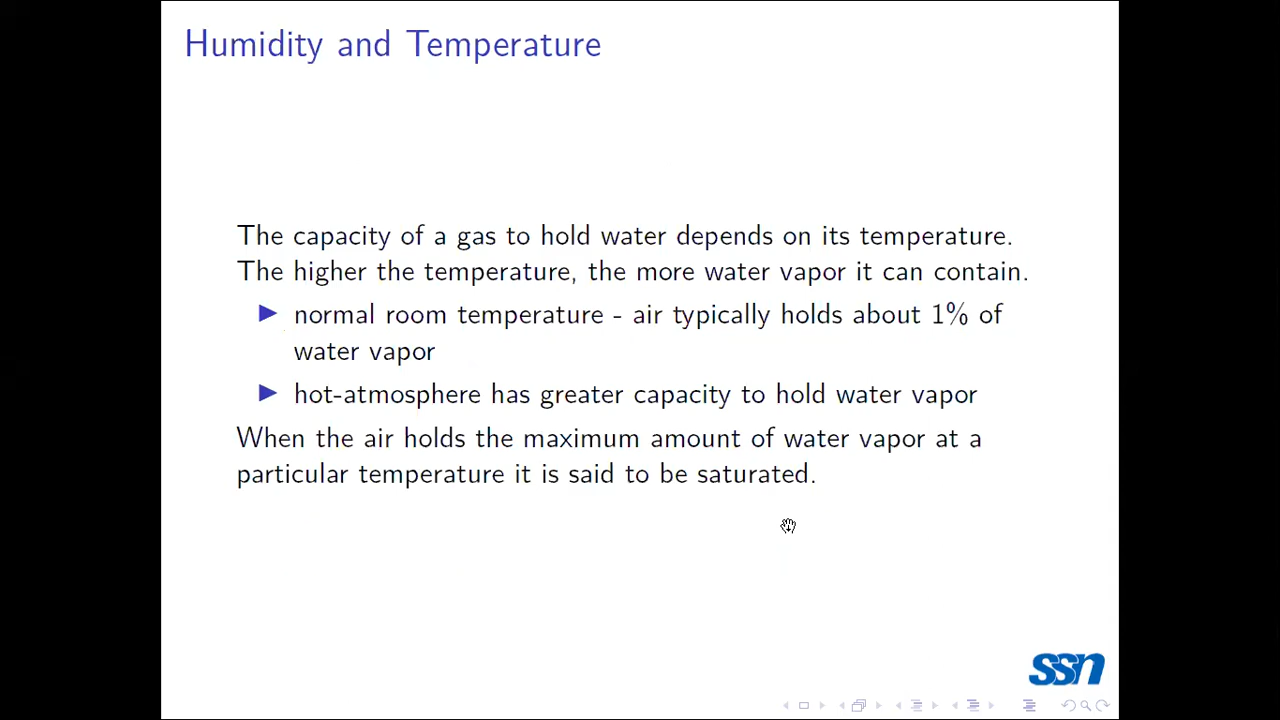 Humidity and Temperature
The capacity of a gas to hold water depends on its temperature.
The higher the temperature, the more water vapor it can contain.
normal room temperature - air typically holds about 1% of
water vapor
hot-atmosphere has greater capacity to hold water vapor
When the air holds the maximum amount of water vapor at a
particular temperature it is said to be saturated.
ssn